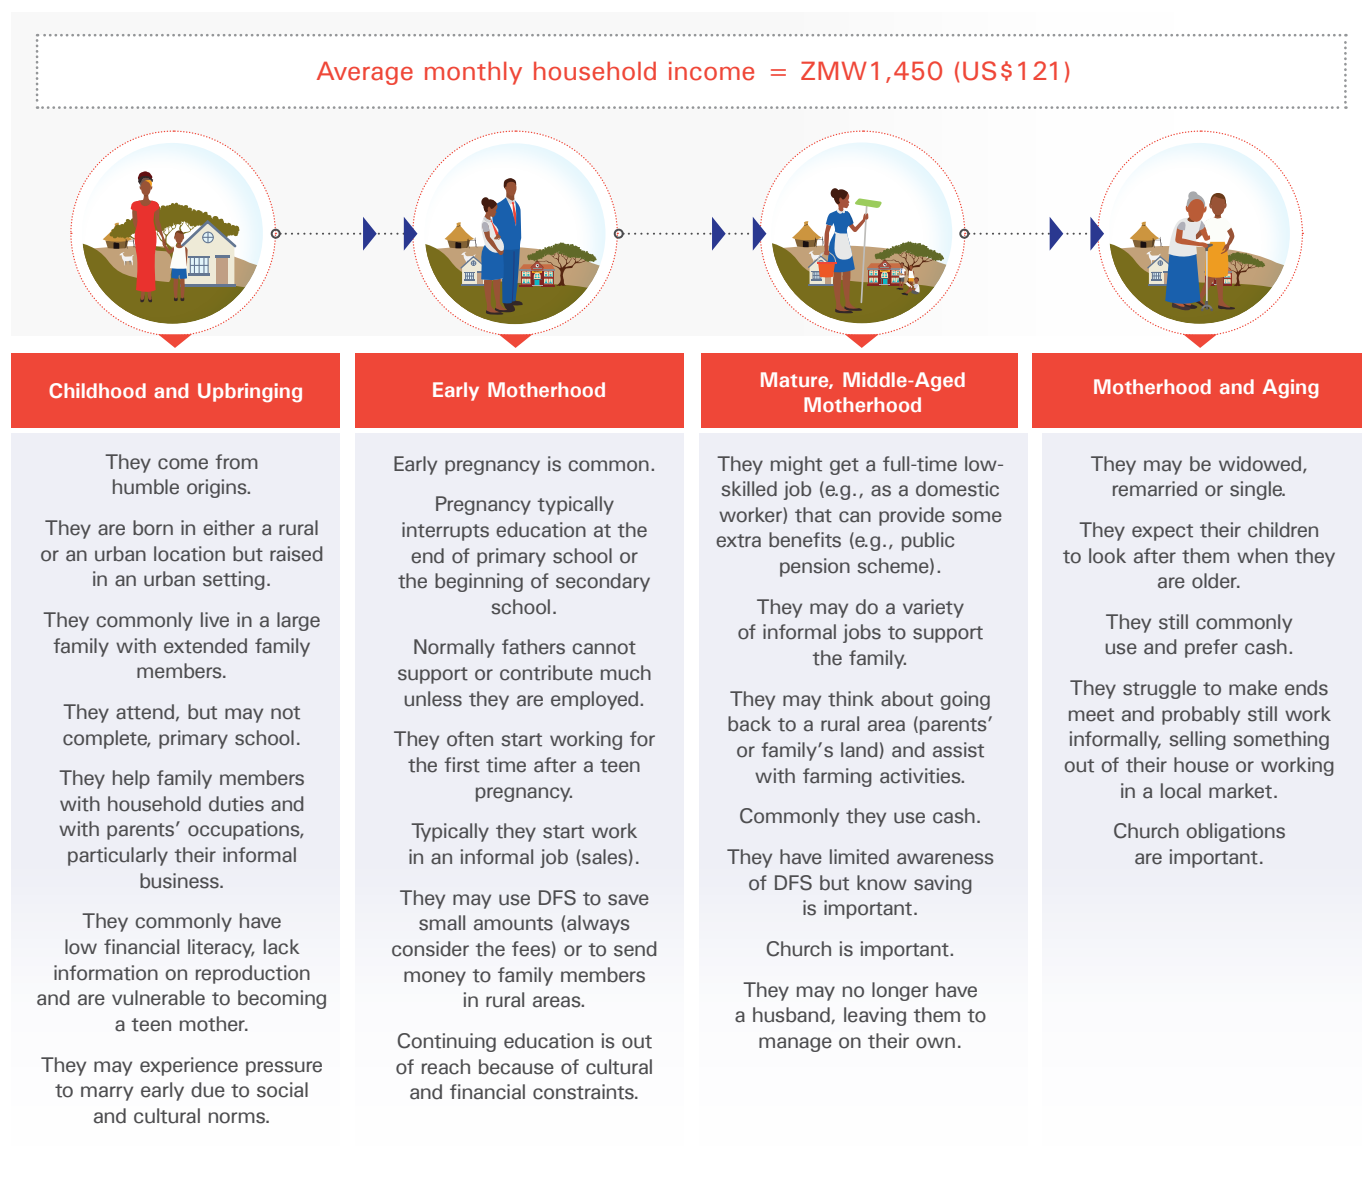 Average monthly household income = ZMW1,450 (US$121)
Childhood and Upbringing
They come from
humble origins.
They are born in either a rural
or an urban location but raised
in an urban setting.
They commonly live in a large
family with extended family
members.
They attend, but may not
complete, primary school.
They help family members
with household duties and
with parents’ occupations,
particularly their informal
business.
They commonly have
low financial literacy, lack
information on reproduction
and are vulnerable to becoming
a teen mother.
They may experience pressure
to marry early due to social
and cultural norms.
Early Motherhood
Early pregnancy is common.
Pregnancy typically
interrupts education at the
end of primary school or
the beginning of secondary
school.
Normally fathers cannot
support or contribute much
unless they are employed.
They often start working for
the first time after a teen
pregnancy.
Typically they start work
in an informal job (sales).
They may use DFS to save
small amounts (always
consider the fees) or to send
money to family members
in rural areas.
Continuing education is out
of reach because of cultural
and financial constraints.
Mature, Middle-Aged
Motherhood
They might get a full-time low-
skilled job (e.g., as a domestic
worker) that can provide some
extra benefits (e.g., public
pension scheme).
They may do a variety
of informal jobs to support
the family.
They may think about going
back to a rural area (parents’
or family’s land) and assist
with farming activities.
Commonly they use cash.
They have limited awareness
of DFS but know saving
is important.
Church is important.
They may no longer have
a husband, leaving them to
manage on their own.
Motherhood and Aging
They may be widowed,
remarried or single.
They expect their children
to look after them when they
are older.
They still commonly
use and prefer cash.
They struggle to make ends
meet and probably still work
informally, selling something
out of their house or working
in a local market.
Church obligations
are important.